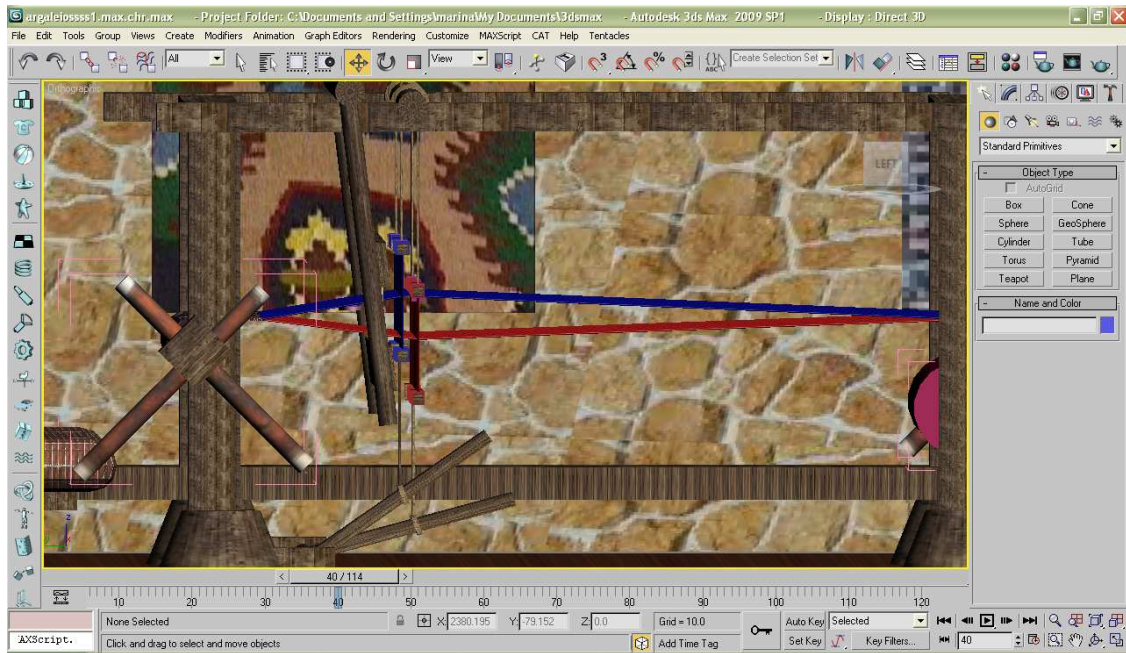 argaleiossss1.max.chr.max - Project Folder: C:\Documents and Settings\marina\My Documents\3dsmax - Autodesk 3ds Max 2009 SP1 - Display : Direct 3D
File Edit Tools Group Views Create Modifiers Animation Graph Editors Rendering Customize MAXScript CAT Help Tentacles
All View Create Selection Set
Orthographic
LEFT
Standard Primitives
- Object Type
AutoGrid
Box Cone
Sphere GeoSphere
Cylinder Tube
Torus Pyramid
Teapot Plane
- Name and Color
z
x
< 40 / 114 >
10 20 30 40 50 60 70 80 90 100 110 120
None Selected X: 2380.195 Y: -79.152 Z: 0.0 Grid = 10.0 Auto Key Selected
AXScript. Click and drag to select and move objects Add Time Tag Set Key Key Filters... 40